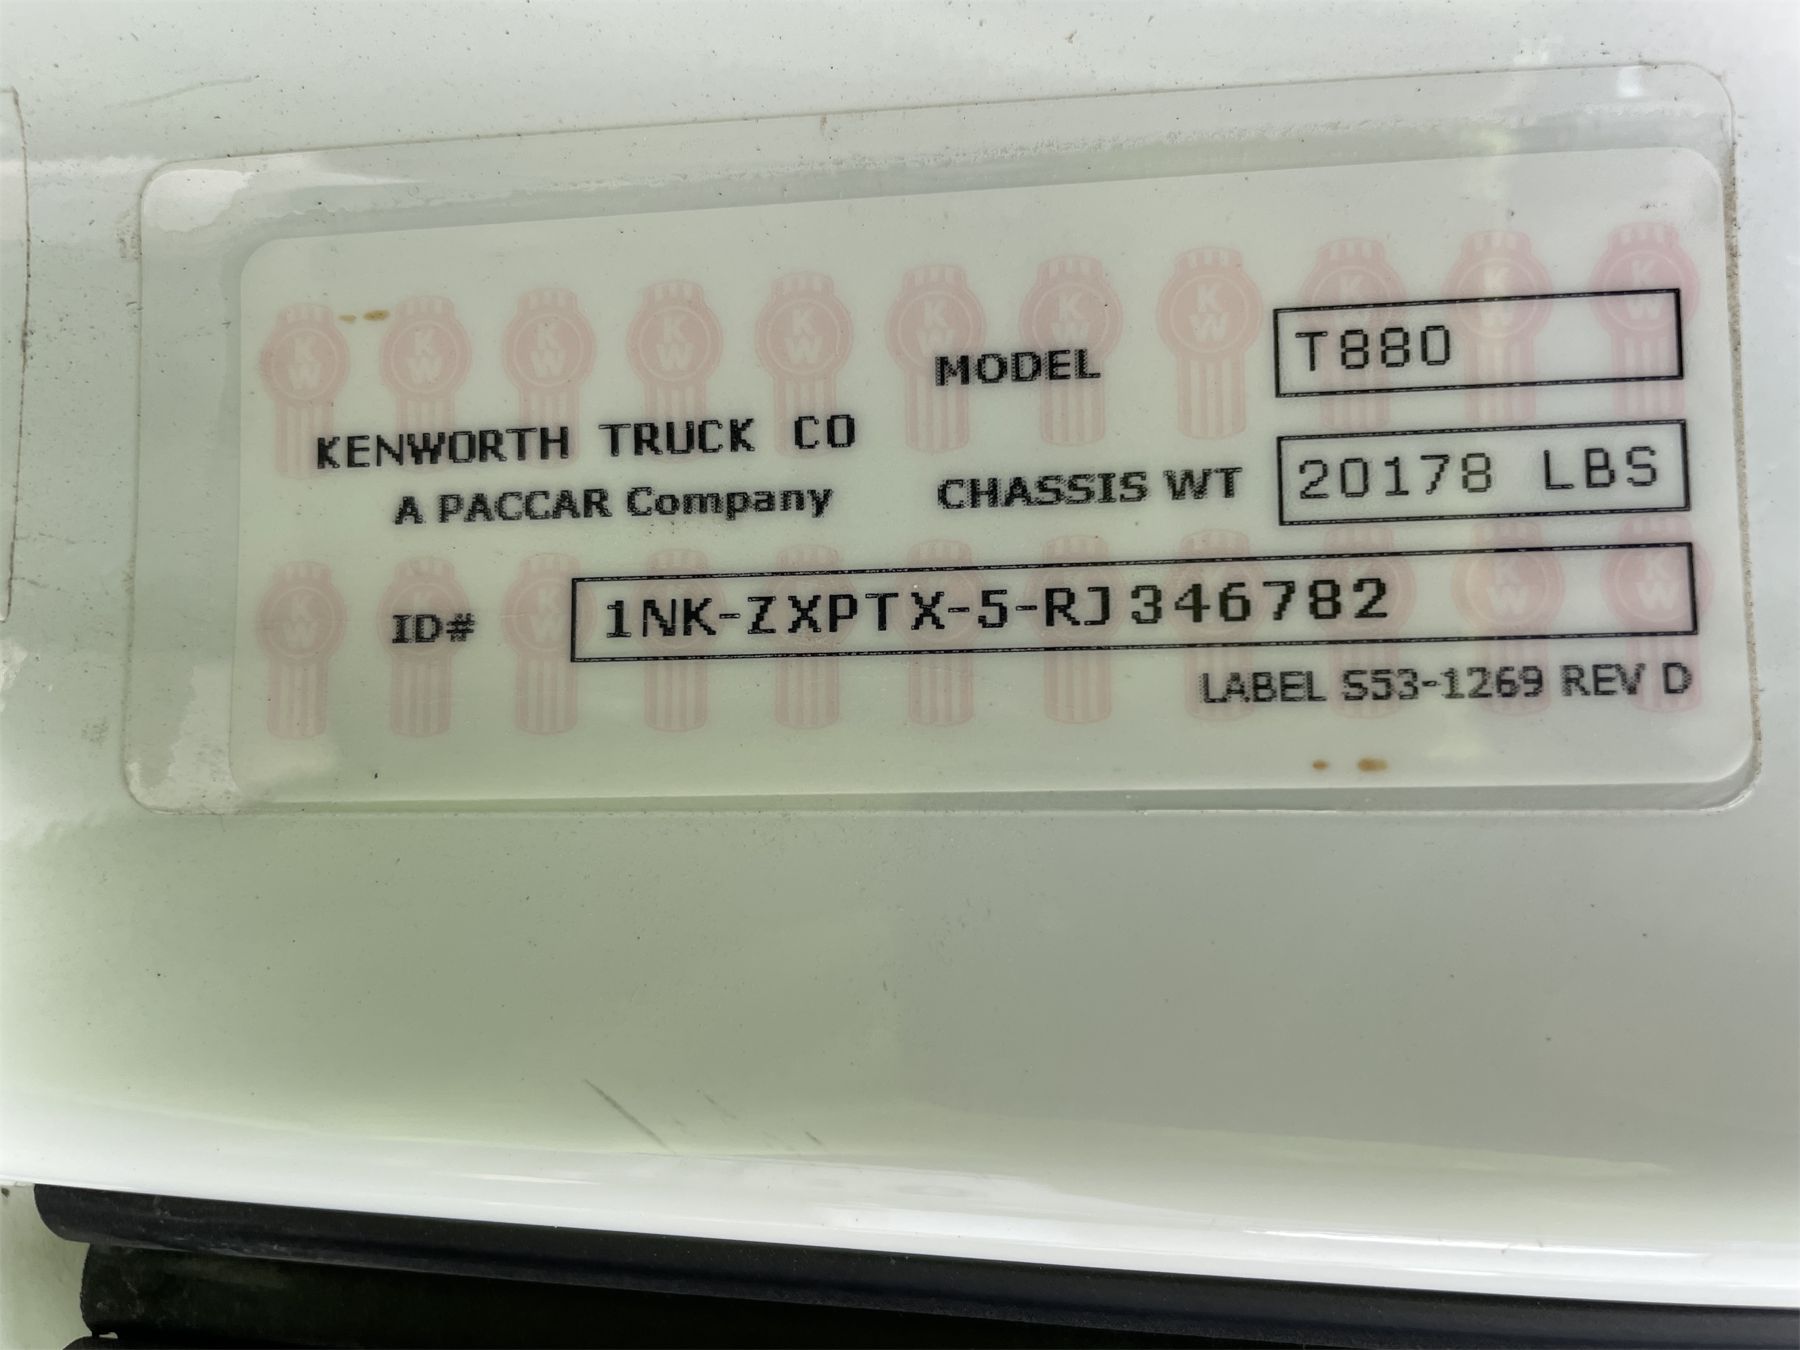 MODEL T880
KENWORTH TRUCK CO
A PACCAR Company
CHASSIS WT 20178 LBS
ID# 1NK-ZXPTX-5-RJ346782
LABEL S53-1269 REV D